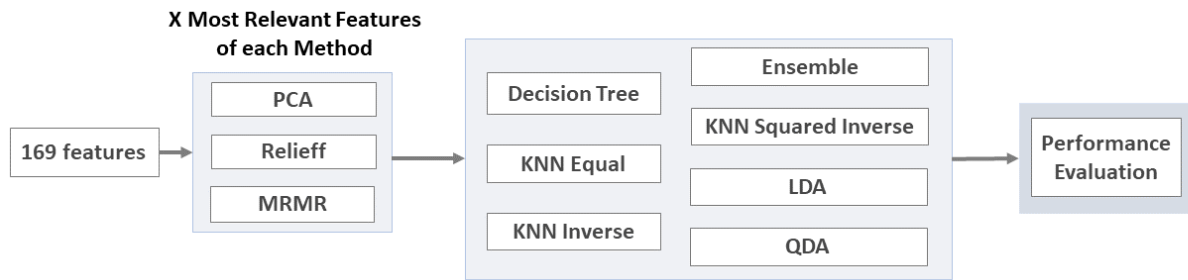 X Most Relevant Features
of each Method
169 features
PCA
Relieff
MRMR
Decision Tree
KNN Equal
KNN Inverse
Ensemble
KNN Squared Inverse
LDA
QDA
Performance
Evaluation